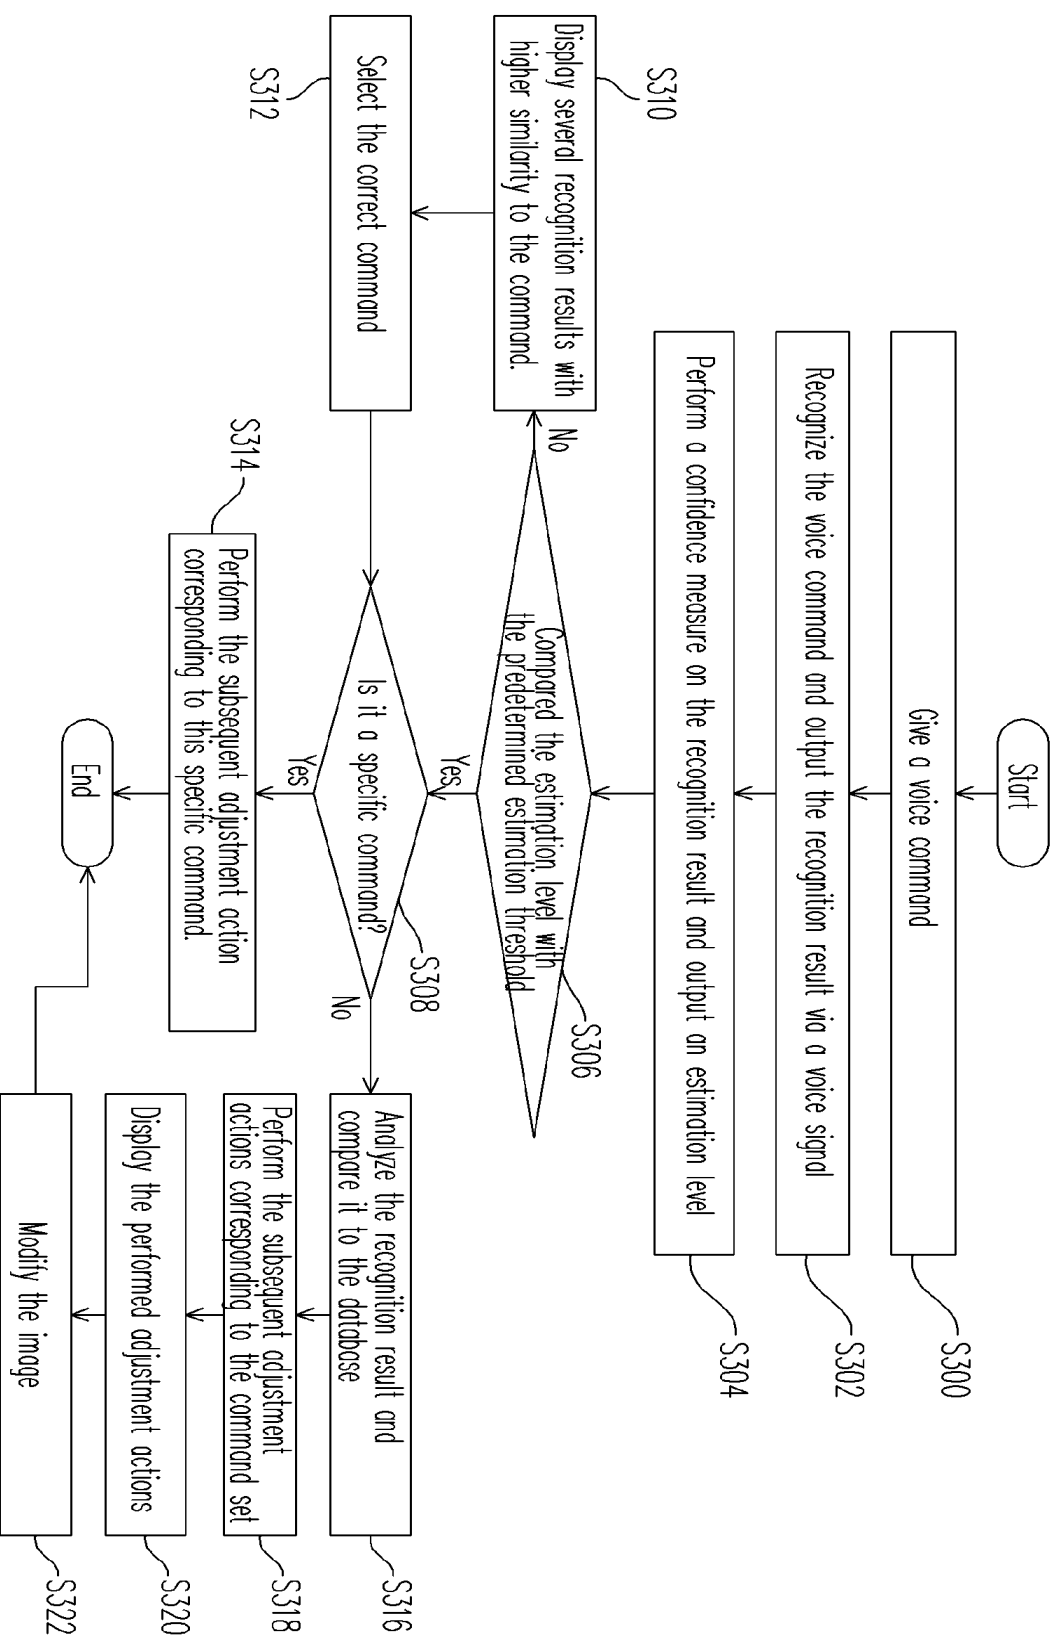 Start
Give a voice command
S300
Recognize the voice command and output the recognition result via a voice signal
S302
Perform a confidence measure on the recognition result and output an estimation level
S304
Compared the estimation level with
the predetermined estimation threshold
S306
No
Yes
Display several recognition results with
higher similarity to the command.
S310
Select the correct command
S312
Is it a specific command?
S308
Yes
No
Perform the subsequent adjustment action
corresponding to this specific command.
S314
Analyze the recognition result and
compare it to the database
S316
Perform the subsequent adjustment
actions corresponding to the command set
S318
Display the performed adjustment actions
S320
Modify the image
S322
End